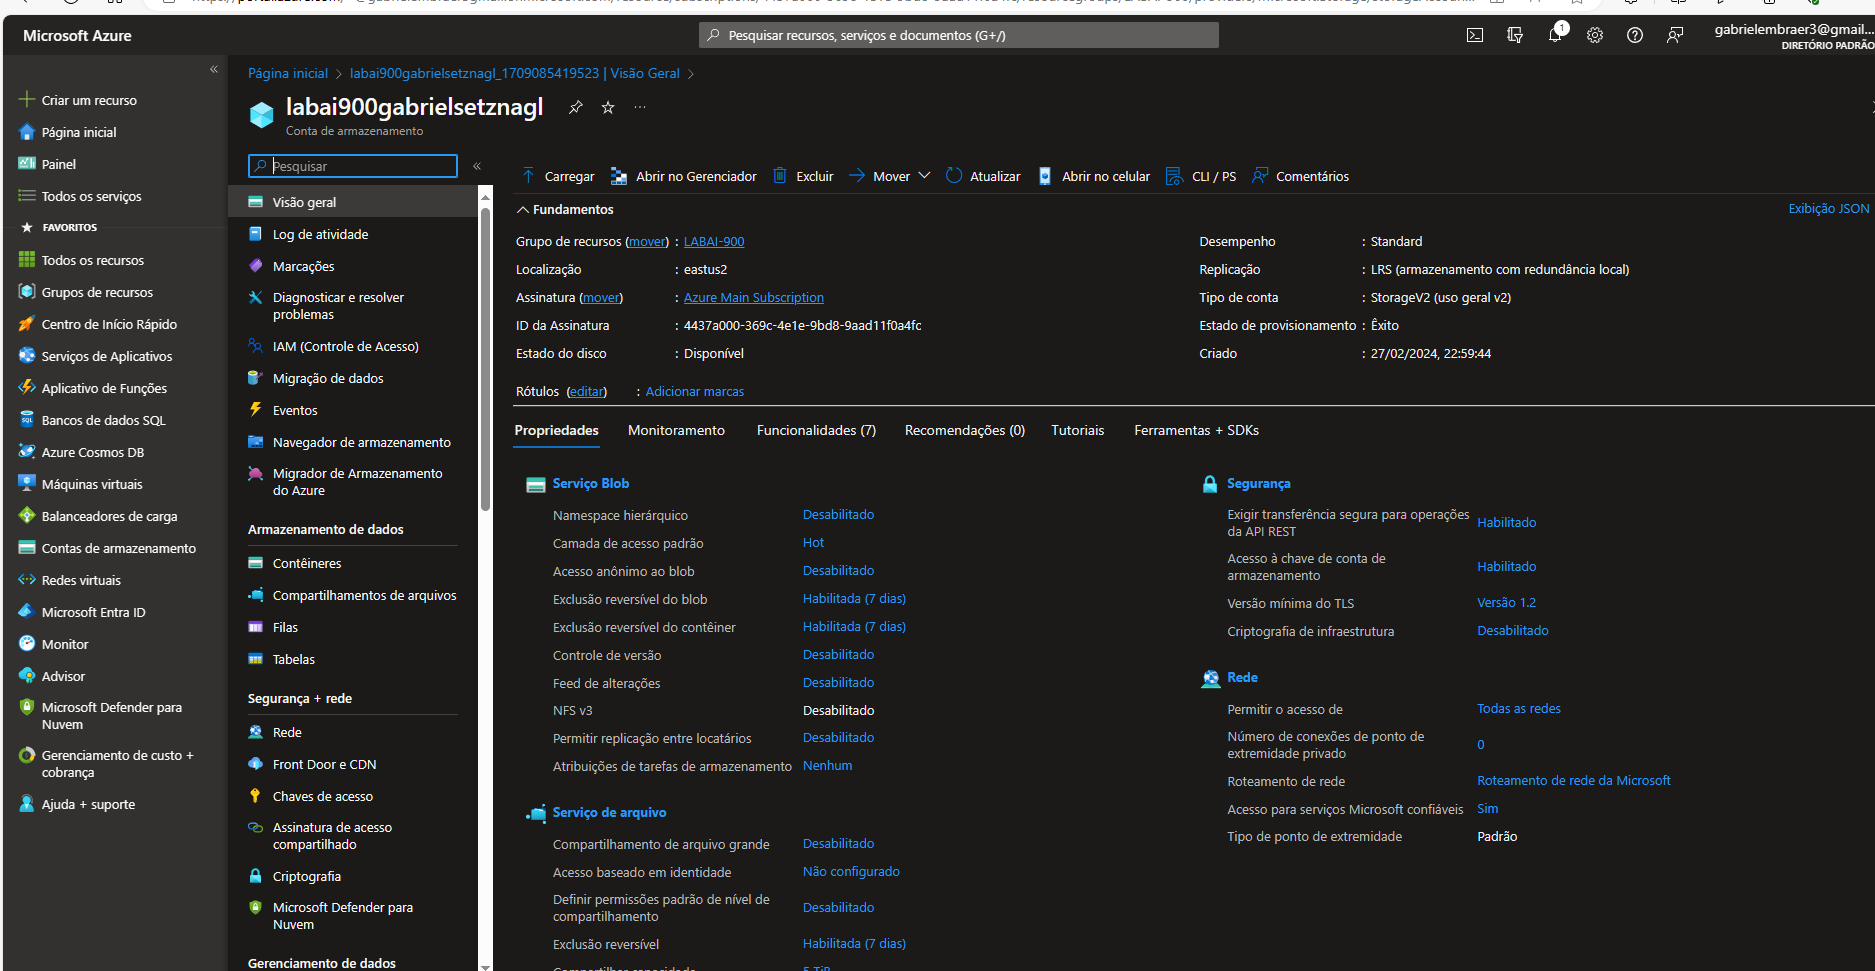 Microsoft Azure
Pesquisar recursos, serviços e documentos (G+/)
1
gabrielembraer3@gmail...
DIRETÓRIO PADRÃO
Criar um recurso
Página inicial
Painel
Todos os serviços
FAVORITOS
Todos os recursos
Grupos de recursos
Centro de Início Rápido
Serviços de Aplicativos
Aplicativo de Funções
Bancos de dados SQL
Azure Cosmos DB
Máquinas virtuais
Balanceadores de carga
Contas de armazenamento
Redes virtuais
Microsoft Entra ID
Monitor
Advisor
Microsoft Defender para
Nuvem
Gerenciamento de custo +
cobrança
Ajuda + suporte
Página inicial > labai900gabrielsetznagl_1709085419523 | Visão Geral >
labai900gabrielsetznagl
Conta de armazenamento
Pesquisar
Visão geral
Log de atividade
Marcações
Diagnosticar e resolver
problemas
IAM (Controle de Acesso)
Migração de dados
Eventos
Navegador de armazenamento
Migrador de Armazenamento
do Azure
Armazenamento de dados
Contêineres
Compartilhamentos de arquivos
Filas
Tabelas
Segurança + rede
Rede
Front Door e CDN
Chaves de acesso
Assinatura de acesso
compartilhado
Criptografia
Microsoft Defender para
Nuvem
Gerenciamento de dados
Carregar
Abrir no Gerenciador
Excluir
Mover
Atualizar
Abrir no celular
CLI / PS
Comentários
Fundamentos
Exibição JSON
Grupo de recursos (mover) : LABAI-900
Localização : eastus2
Assinatura (mover) : Azure Main Subscription
ID da Assinatura : 4437a000-369c-4e1e-9bd8-9aad11f0a4fc
Estado do disco : Disponível
Rótulos (editar) : Adicionar marcas
Desempenho : Standard
Replicação : LRS (armazenamento com redundância local)
Tipo de conta : StorageV2 (uso geral v2)
Estado de provisionamento : Êxito
Criado : 27/02/2024, 22:59:44
Propriedades
Monitoramento
Funcionalidades (7)
Recomendações (0)
Tutoriais
Ferramentas + SDKs
Serviço Blob
Namespace hierárquico Desabilitado
Camada de acesso padrão Hot
Acesso anônimo ao blob Desabilitado
Exclusão reversível do blob Habilitada (7 dias)
Exclusão reversível do contêiner Habilitada (7 dias)
Controle de versão Desabilitado
Feed de alterações Desabilitado
NFS v3 Desabilitado
Permitir replicação entre locatários Desabilitado
Atribuições de tarefas de armazenamento Nenhum
Serviço de arquivo
Compartilhamento de arquivo grande Desabilitado
Acesso baseado em identidade Não configurado
Definir permissões padrão de nível de
compartilhamento Desabilitado
Exclusão reversível Habilitada (7 dias)
Segurança
Exigir transferência segura para operações
da API REST Habilitado
Acesso à chave de conta de
armazenamento Habilitado
Versão mínima do TLS Versão 1.2
Criptografia de infraestrutura Desabilitado
Rede
Permitir o acesso de Todas as redes
Número de conexões de ponto de
extremidade privado 0
Roteamento de rede Roteamento de rede da Microsoft
Acesso para serviços Microsoft confiáveis Sim
Tipo de ponto de extremidade Padrão